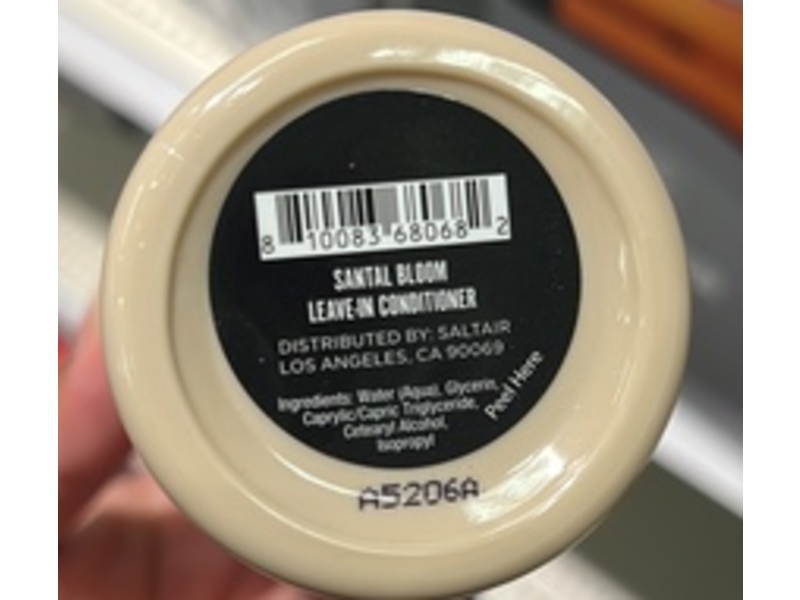 8 10083 68068 2
SANTAL BLOOM
LEAVE-IN CONDITIONER
DISTRIBUTED BY: SALTAIR
LOS ANGELES, CA 90069
Ingredients: Water (Aqua), Glycerin,
Caprylic/Capric Triglyceride,
Cetearyl Alcohol,
Isopropyl
Peel Here
A5206A